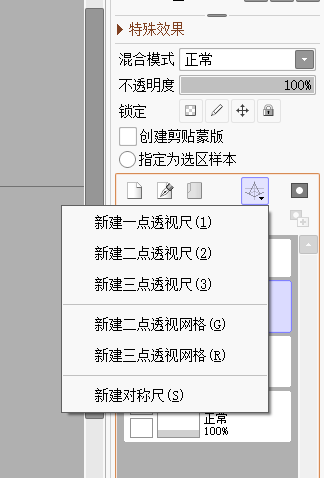 特殊效果
混合模式 正常
不透明度 100%
锁定
创建剪贴蒙版
指定为选区样本
新建一点透视尺(1)
新建二点透视尺(2)
新建三点透视尺(3)
新建二点透视网格(G)
新建三点透视网格(R)
新建对称尺(S)
正常
100%